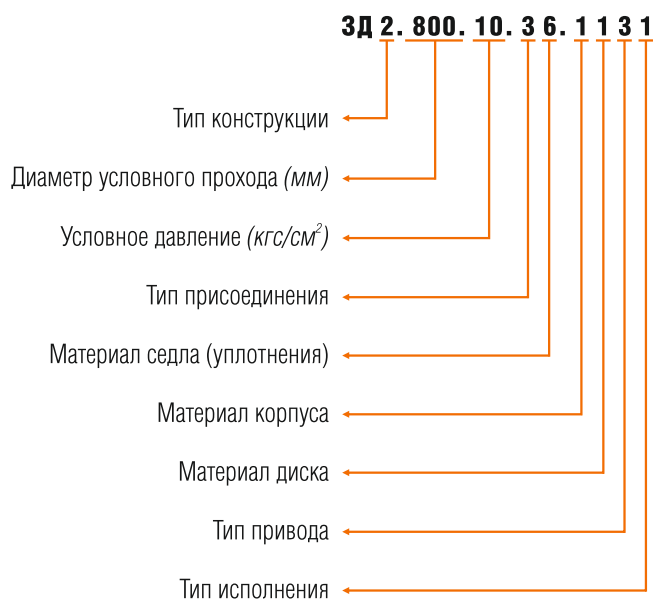 ЗД 2. 800. 10. 3 6. 1 1 3 1
Тип конструкции
Диаметр условного прохода (мм)
Условное давление (кгс/см²)
Тип присоединения
Материал седла (уплотнения)
Материал корпуса
Материал диска
Тип привода
Тип исполнения